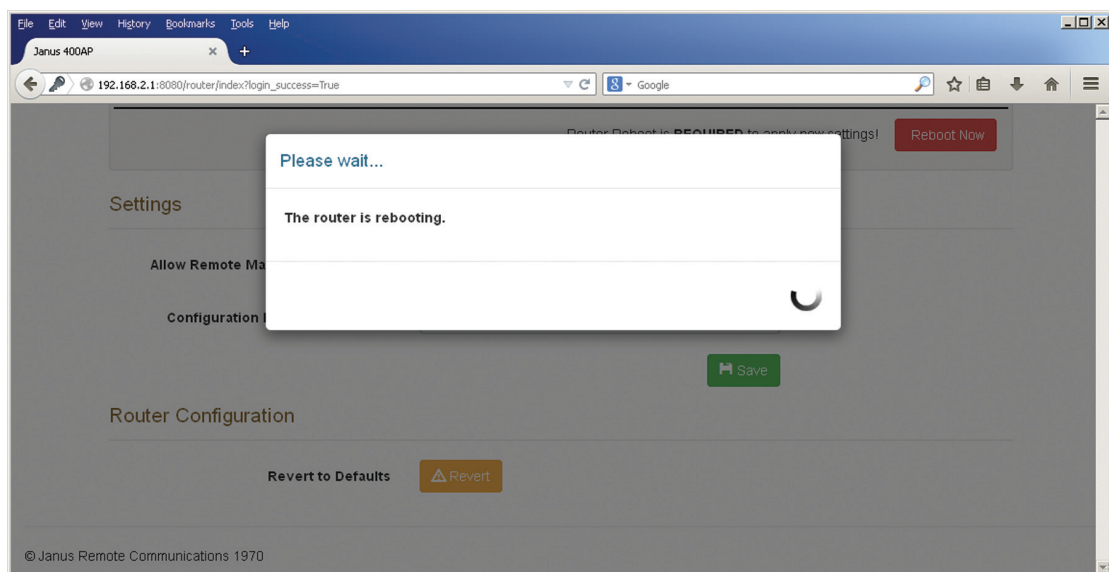 File Edit View History Bookmarks Tools Help
Janus 400AP
192.168.2.1:8080/router/index?login_success=True
Google
Router Reboot is REQUIRED to apply new settings!
Reboot Now
Please wait...
The router is rebooting.
Settings
Allow Remote Ma
Configuration
Save
Router Configuration
Revert to Defaults
Revert
© Janus Remote Communications 1970